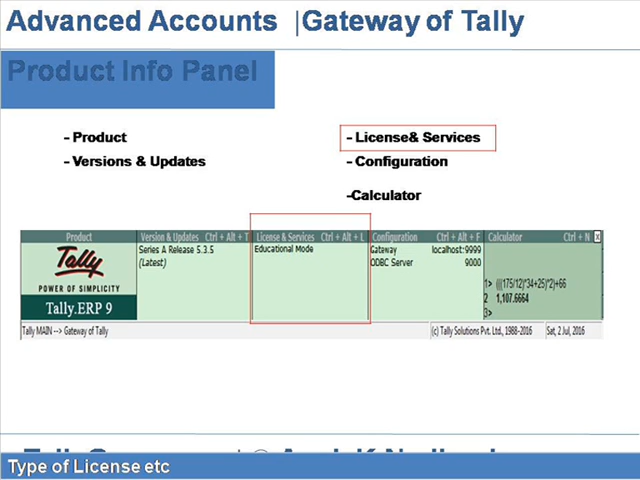 Advanced Accounts |Gateway of Tally
Product Info Panel
- Product
- Versions & Updates
- License& Services
- Configuration
-Calculator
Product
Version & Updates Ctrl + Alt + T
License & Services Ctrl + Alt + L
Configuration Ctrl + Alt + F
Calculator Ctrl + N x
Tally
POWER OF SIMPLICITY
Tally.ERP 9
Series A Release 5.3.5
(Latest)
Educational Mode
Gateway localhost:9999
ODBC Server 9000
1> (((175/12)*34+25)*2)+66
2 1,107.6664
3>
Tally MAIN --> Gateway of Tally
(c) Tally Solutions Pvt. Ltd., 1988-2016
Sat, 2 Jul, 2016
Type of License etc